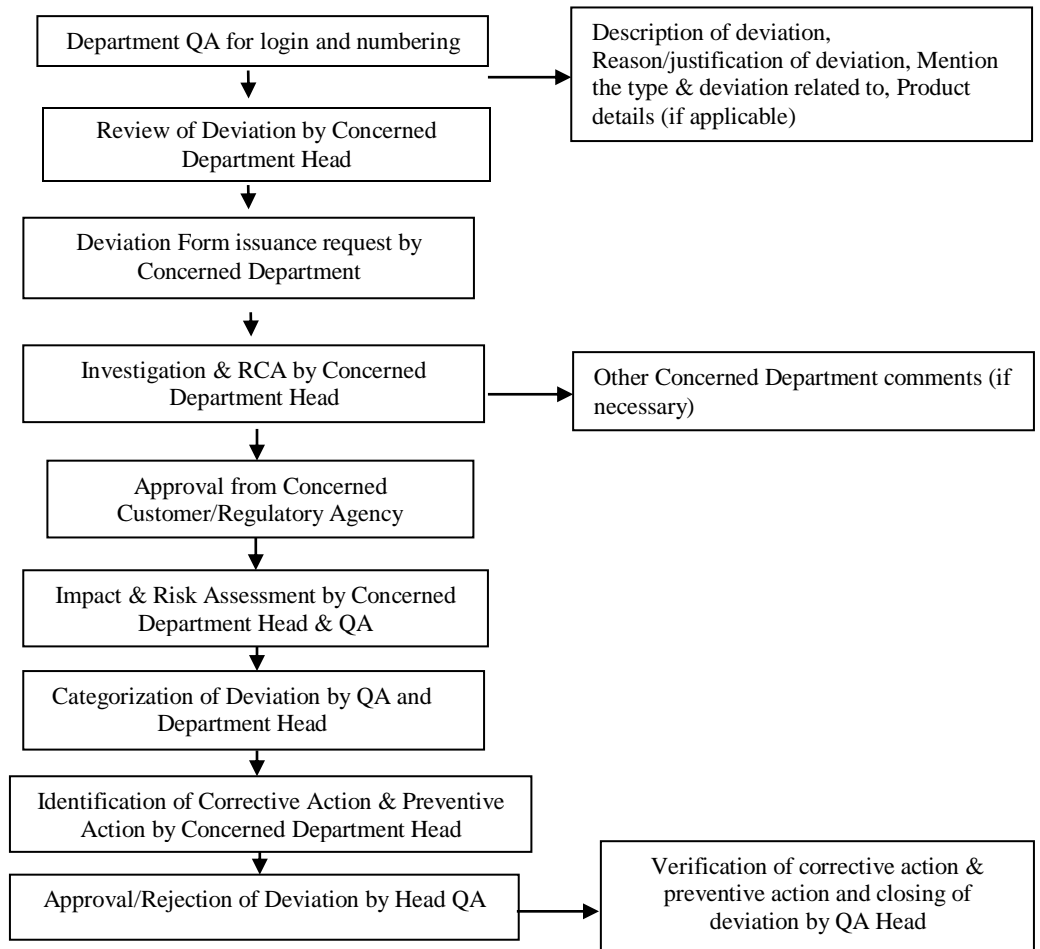 Department QA for login and numbering
Description of deviation,
Reason/justification of deviation, Mention
the type & deviation related to, Product
details (if applicable)
Review of Deviation by Concerned
Department Head
Deviation Form issuance request by
Concerned Department
Investigation & RCA by Concerned
Department Head
Other Concerned Department comments (if
necessary)
Approval from Concerned
Customer/Regulatory Agency
Impact & Risk Assessment by Concerned
Department Head & QA
Categorization of Deviation by QA and
Department Head
Identification of Corrective Action & Preventive
Action by Concerned Department Head
Approval/Rejection of Deviation by Head QA
Verification of corrective action &
preventive action and closing of
deviation by QA Head